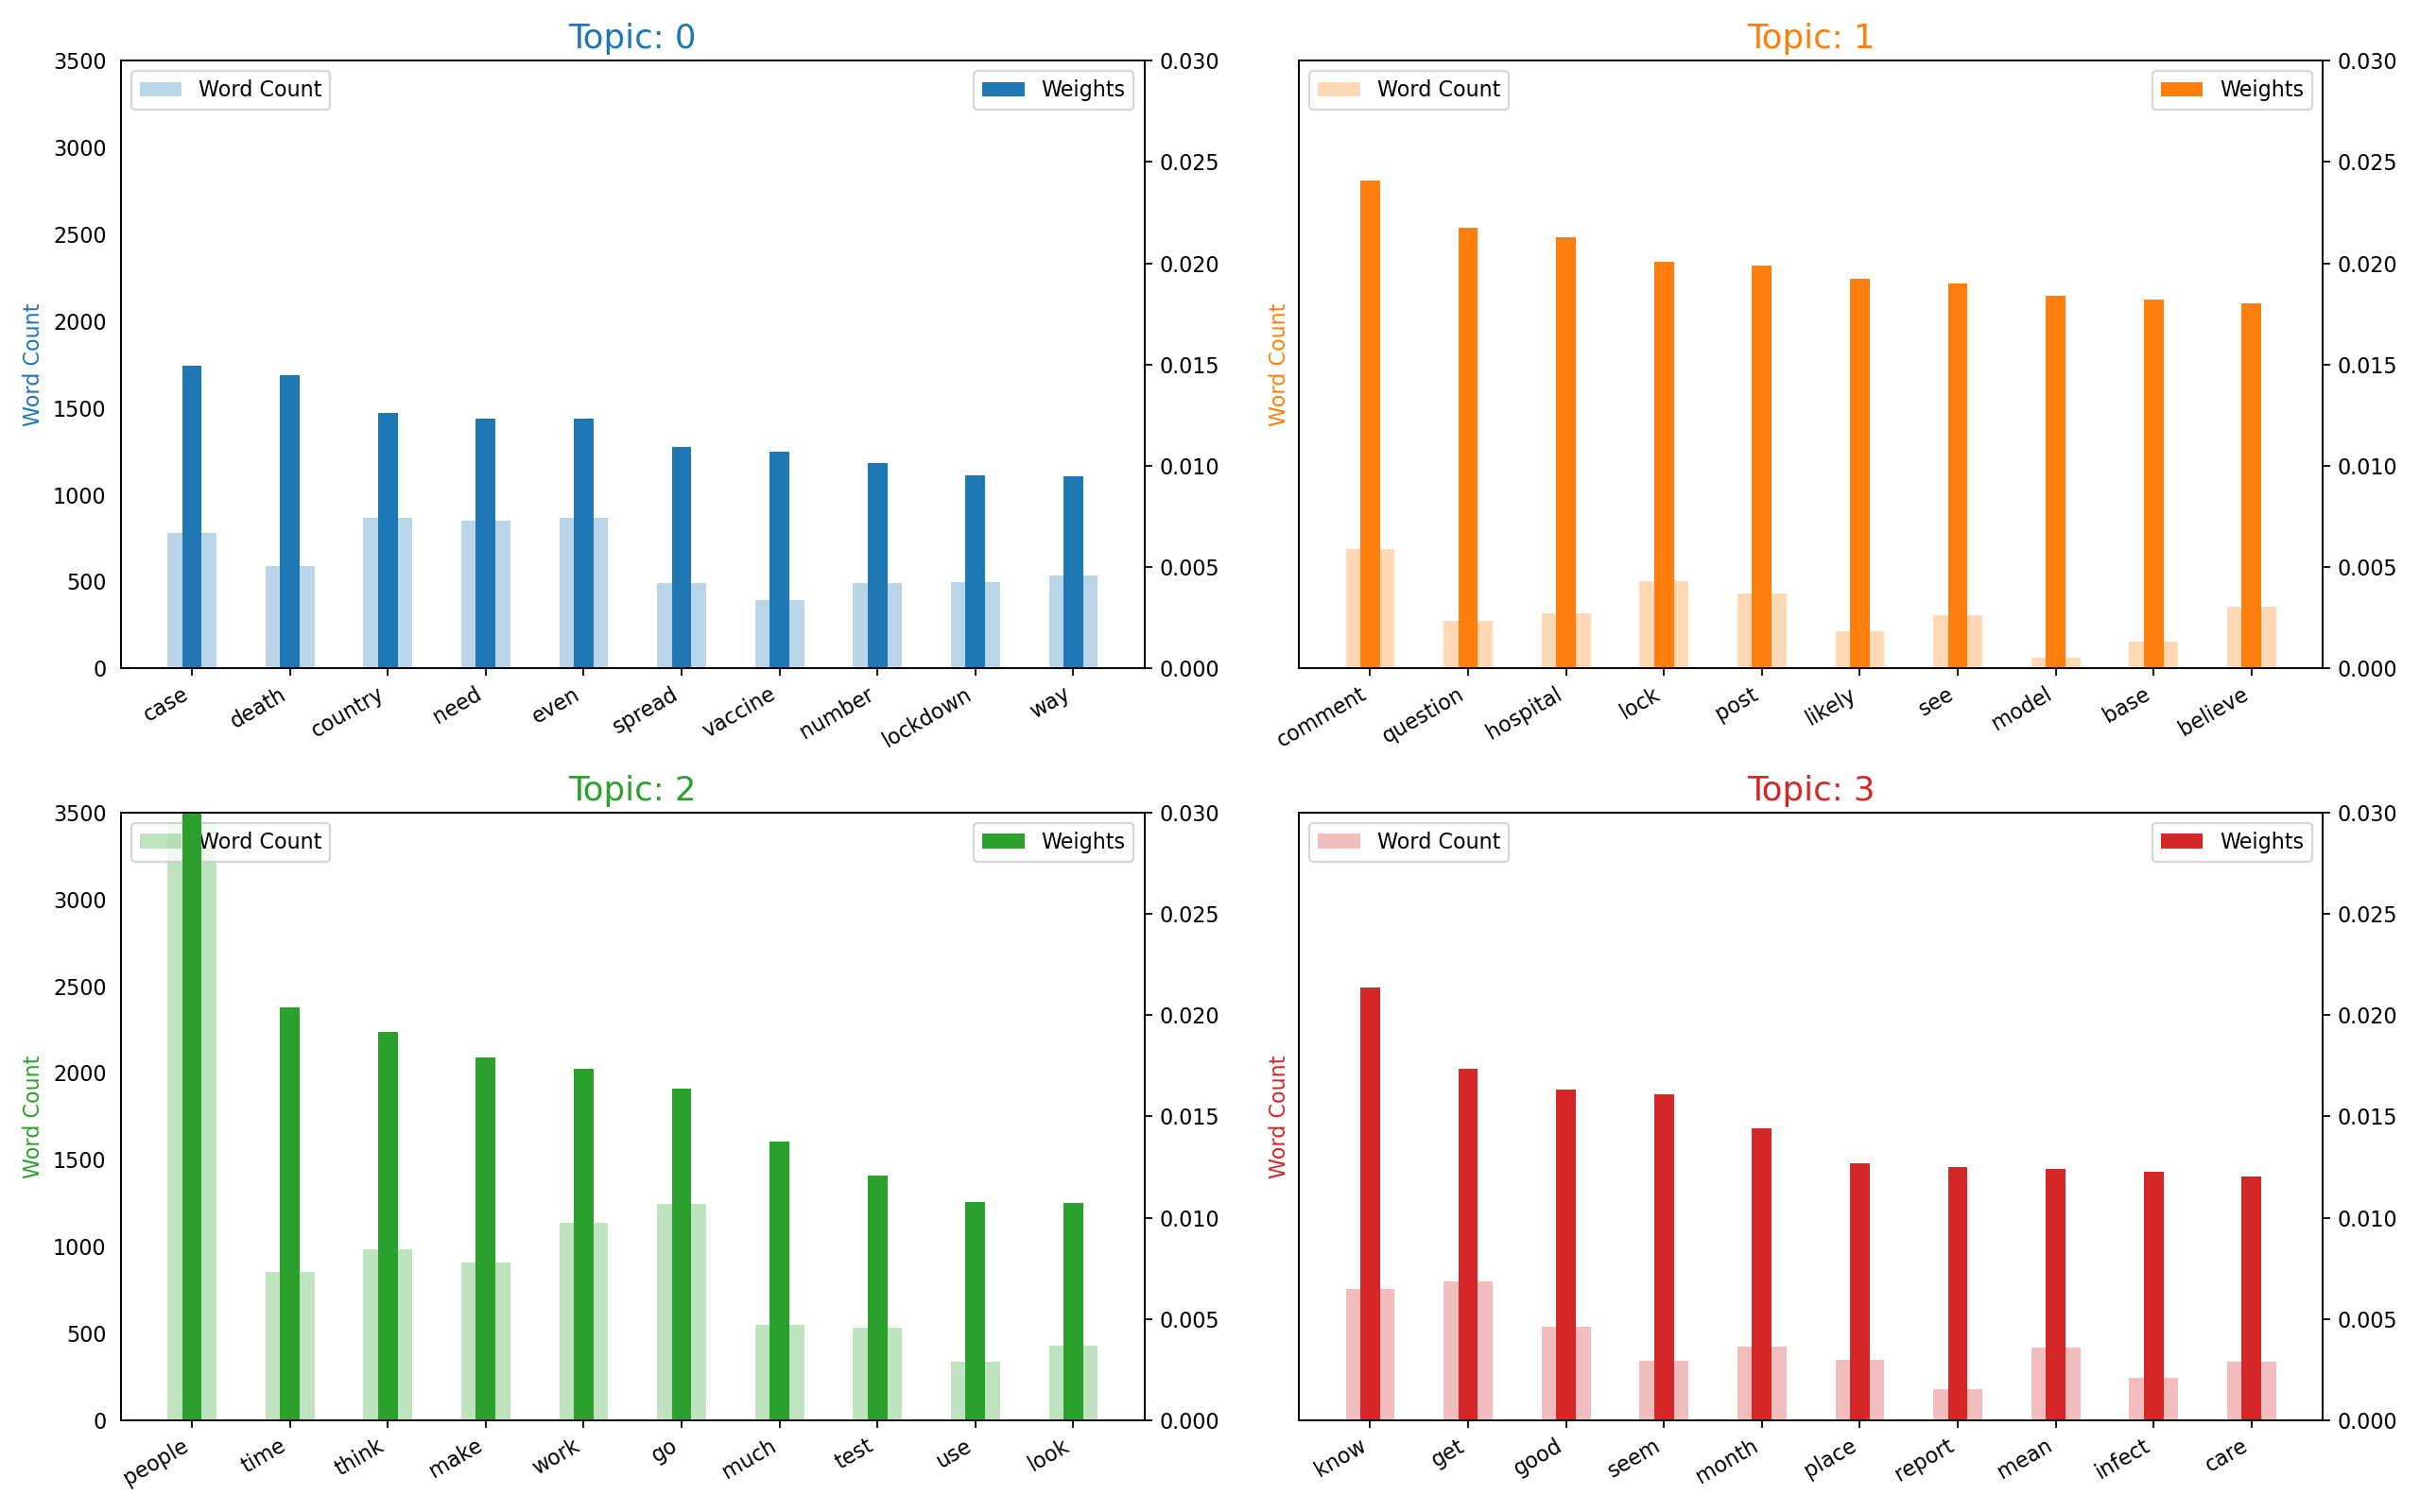 Topic: 0
Word Count
Weights
3500
3000
2500
2000
1500
1000
500
0
Word Count
0.030
0.025
0.020
0.015
0.010
0.005
0.000
case
death
country
need
even
spread
vaccine
number
lockdown
way
Topic: 1
Word Count
Weights
Word Count
0.030
0.025
0.020
0.015
0.010
0.005
0.000
comment
question
hospital
lock
post
likely
see
model
base
believe
Topic: 2
Word Count
Weights
3500
3000
2500
2000
1500
1000
500
0
Word Count
0.030
0.025
0.020
0.015
0.010
0.005
0.000
people
time
think
make
work
go
much
test
use
look
Topic: 3
Word Count
Weights
Word Count
0.030
0.025
0.020
0.015
0.010
0.005
0.000
know
get
good
seem
month
place
report
mean
infect
care